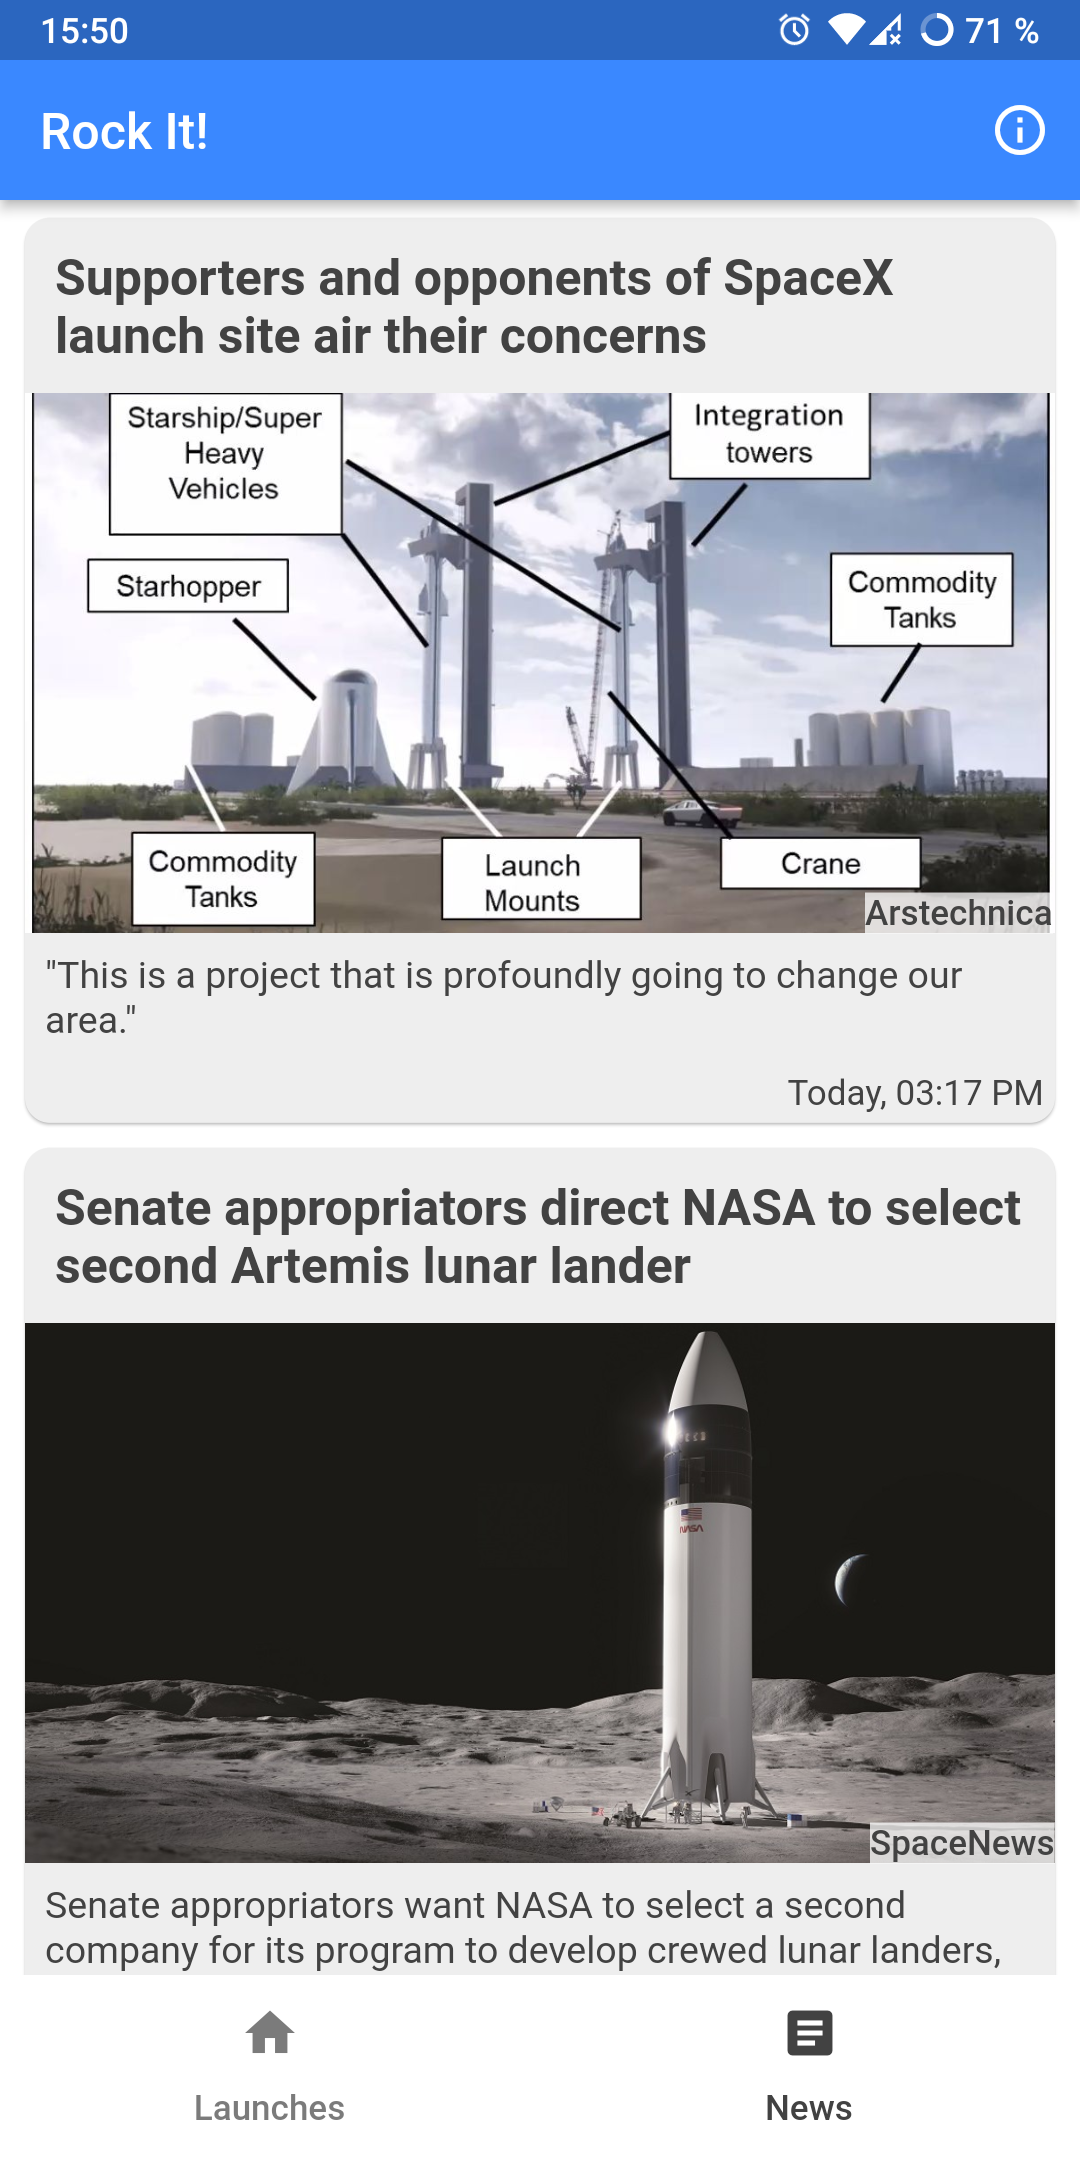 15:50
71 %
Rock It!
Supporters and opponents of SpaceX
launch site air their concerns
Starship/Super
Heavy
Vehicles
Integration
towers
Starhopper
Commodity
Tanks
Commodity
Tanks
Launch
Mounts
Crane
Arstechnica
"This is a project that is profoundly going to change our
area."
Today, 03:17 PM
Senate appropriators direct NASA to select
second Artemis lunar lander
NASA
SpaceNews
Senate appropriators want NASA to select a second
company for its program to develop crewed lunar landers,
Launches
News